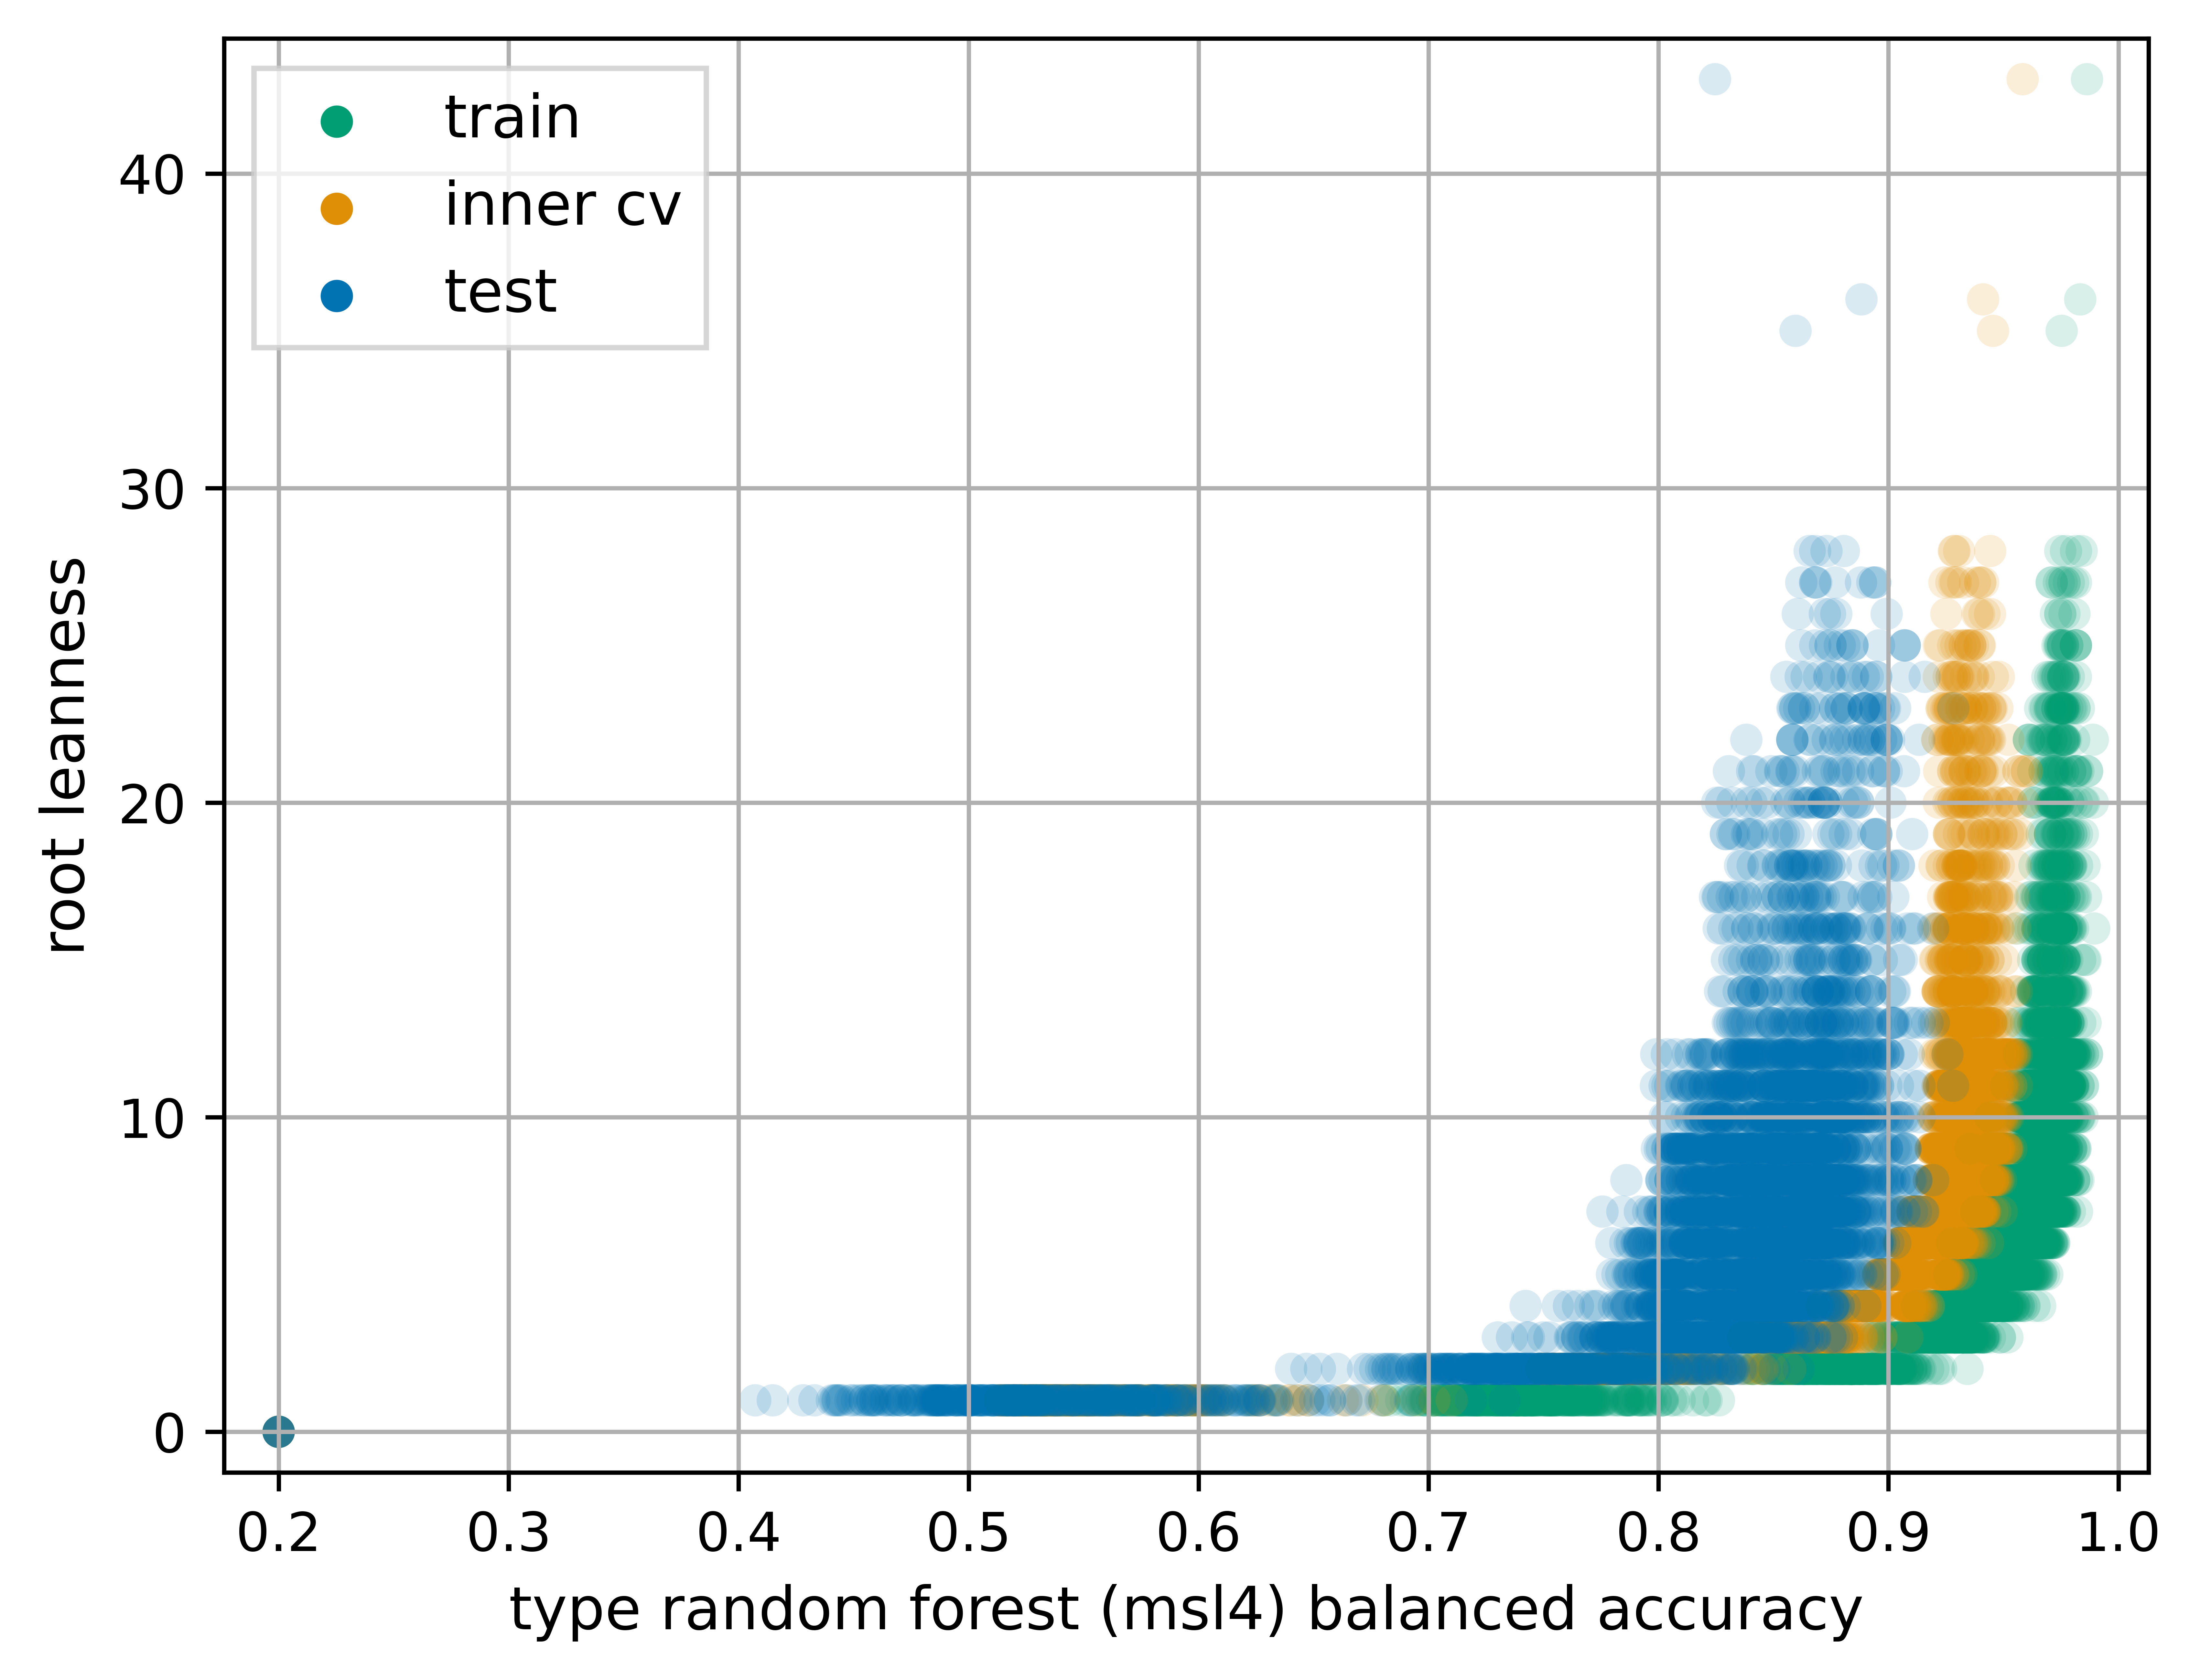 train
inner cv
test
40
30
20
10
0
root leanness
0.2 0.3 0.4 0.5 0.6 0.7 0.8 0.9 1.0
type random forest (msl4) balanced accuracy